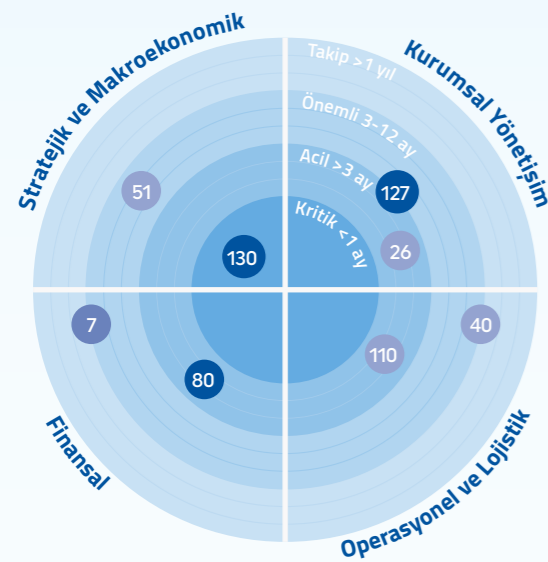 Stratejik ve Makroekonomik
Kurumsal Yönetişim
Takip >1 yıl
Önemli 3-12 ay
Acil >3 ay
Kritik <1 ay
51
127
130
26
7
40
80
110
Finansal
Operasyonel ve Lojistik